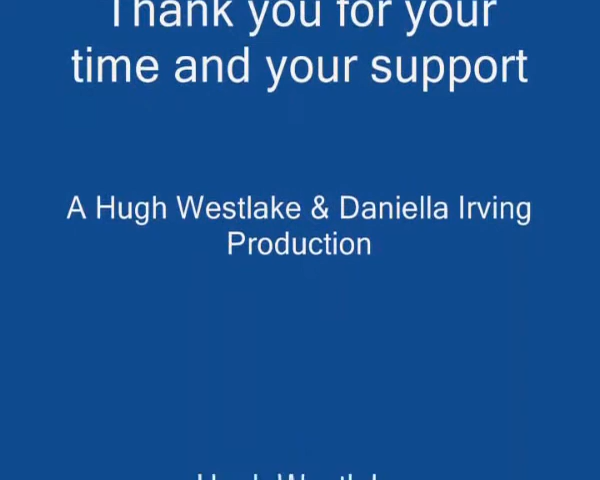 Thank you for your
time and your support
A Hugh Westlake & Daniella Irving
Production